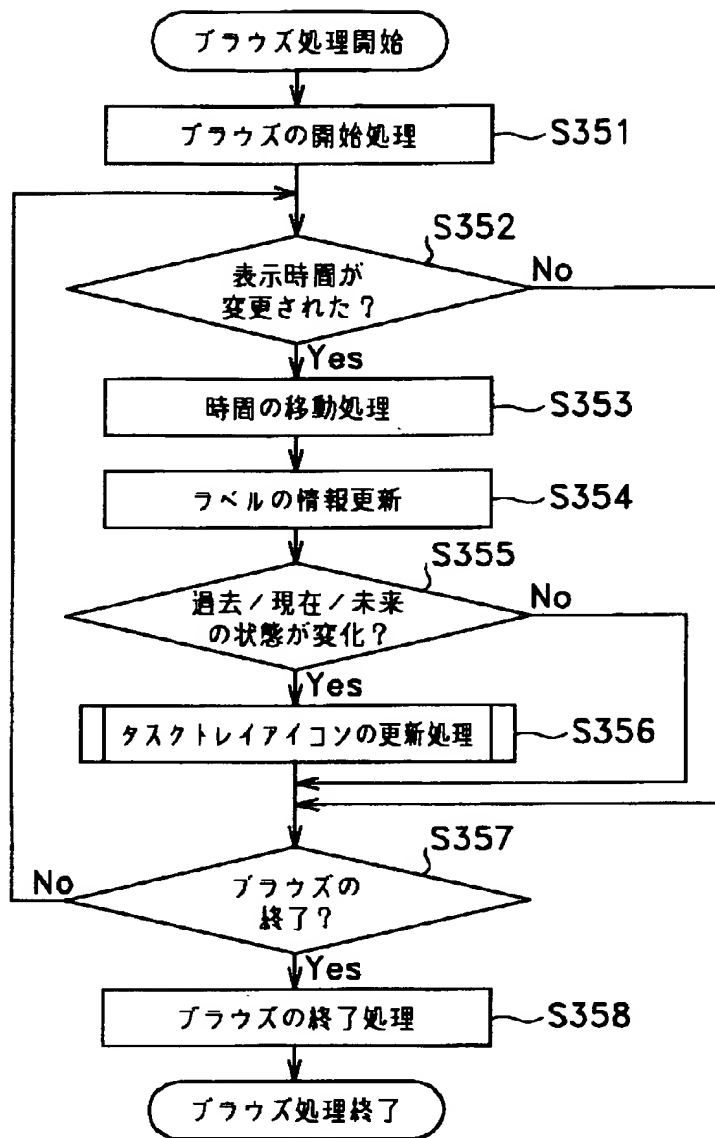 ブラウズ処理開始
ブラウズの開始処理
S351
S352
表示時間が
変更された?
No
Yes
時間の移動処理
S353
ラベルの情報更新
S354
S355
過去/現在/未来
の状態が変化?
No
Yes
タスクトレイアイコンの更新処理
S356
S357
No
ブラウズの
終了?
Yes
ブラウズの終了処理
S358
ブラウズ処理終了